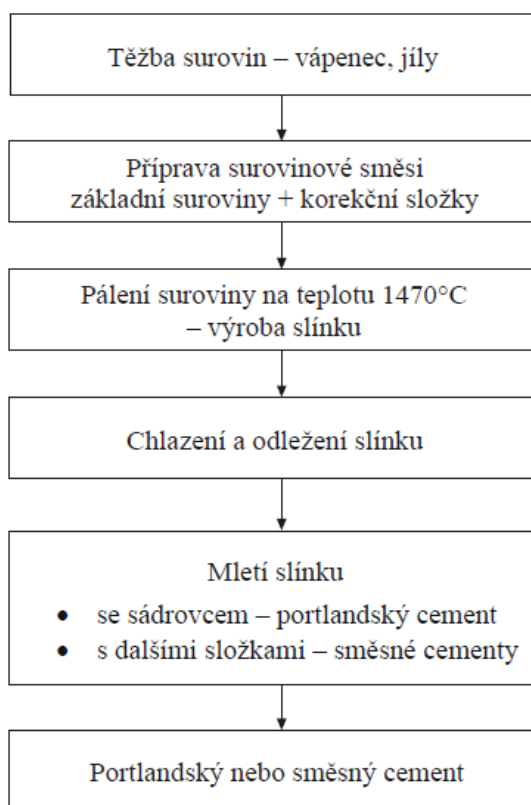 Těžba surovin – vápenec, jíly
Příprava surovinové směsi
základní suroviny + korekční složky
Pálení suroviny na teplotu 1470°C
– výroba slínku
Chlazení a odležení slínku
Mletí slínku
• se sádrovcem – portlandský cement
• s dalšími složkami – směsné cementy
Portlandský nebo směsný cement